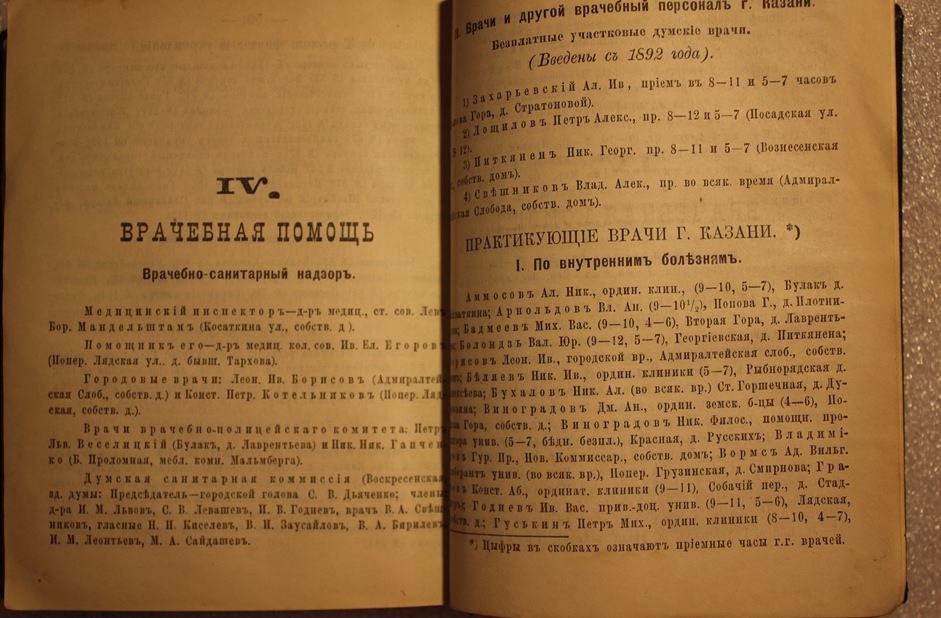 IV.
ВРАЧЕБНАЯ ПОМОЩЬ
Врачебно-санитарный надзоръ.
Медицинскій инспекторъ—д-ръ медиц., ст. сов. Левъ
Бор. Мандельштамъ (Косаткина ул., собств. д ).
Помощникъ его—д-ръ медиц. кол. сов. Ив. Ел. Егоровъ
(Попер. Лядская ул.. д. бывш. Тархова).
Городовые врачи: Леон. Ив. Борисовъ (Адмиралтей-
ская Слоб., собств. д.) и Конст. Петр. Котельниковъ (Попер. Ляд-
ская, собств. д.).
Врачи врачебно-полицейскаго комитета: Петръ
Льв. Веселицкій (Булакъ, д. Лаврентьева) и Ник. Ник. Гапчен-
ко (Б. Проломная, мебл. комн. Мальмберга).
Думская санитарная коммиссія (Воскресенская
зд. думы: Предсѣдатель—городской голова С. В. Дьяченко; члены
д-ра И. М. Львовъ, С. В. Левашевъ, И. В. Годневъ, врачъ В. А. Свѣш-
никовъ, гласные Н. П. Киселевъ, В. И. Заусайловъ, В. А. Бирилевъ
И. М. Леонтьевъ, М. А. Сайдашевъ.
Врачи и другой врачебный персоналъ г. Казани.
Безплатные участковые думскіе врачи.
(Введены съ 1892 года).
1) Захарьевскій Ал. Ив, пріемъ въ 8—11 и 5—7 часовъ
Гора, д. Стратоновой).
2) Лощиловъ Петръ Алекс., пр. 8—12 и 5—7 (Посадская ул.
12).
3) Питкяненъ Ник. Георг. пр. 8—11 и 5—7 (Вознесенская
собств. домъ).
4) Свѣшниковъ Влад. Алек., пр. во всяк. время (Адмирал-
Слобода, собств. домъ).
ПРАКТИКУЮЩІЕ ВРАЧИ Г. КАЗАНИ. *)
I. По внутреннимъ болѣзнямъ.
Аммосовъ Ал. Ник., ордин. клин., (9—10, 5—7), Булакъ д.
Арнольдовъ Вл. Ан. (9—10½), Попова Г., д. Плотни-
Бадмеевъ Мих. Вас. (9—10, 4—6), Вторая Гора, д. Лавренть-
Болондзъ Вал. Юр. (9—12, 5—7), Георгіевская, д. Питкянена;
Леон. Ив., городской вр., Адмиралтейская слоб., собств.
Бѣляевъ Ник. Ив., ордин. клиники (5—7), Рыбнорядская д.
Бухаловъ Ник. Ал. (во всяк. вр.) Ст. Горшечная, д. Ду-
Виноградовъ Дм. Ан., ордин. земск. б-цы (4—6), По-
Гора, собств. д.; Виноградовъ Ник. Филос., помощн. про-
унив. (5—7, бѣдн. безпл.), Красная, д. Русскихъ; Владимі-
Гур. Пр., Нов. Коммиссар., собств. домъ; Вормсъ Ад. Вильг.
унив. (во всяк. вр.), Попер. Грузинская, д. Смирнова; Гра-
Конст. Аб., ординат. клиники (9—11), Собачій пер., д. Стад-
Годневъ Ив. Вас. прив.-доц. унив. (9—11, 5—6), Лядская,
д.; Гуськинъ Петръ Мих., ордин. клиники (8—10, 4—7),
*) Цыфры въ скобкахъ означаютъ пріемные часы г.г. врачей.